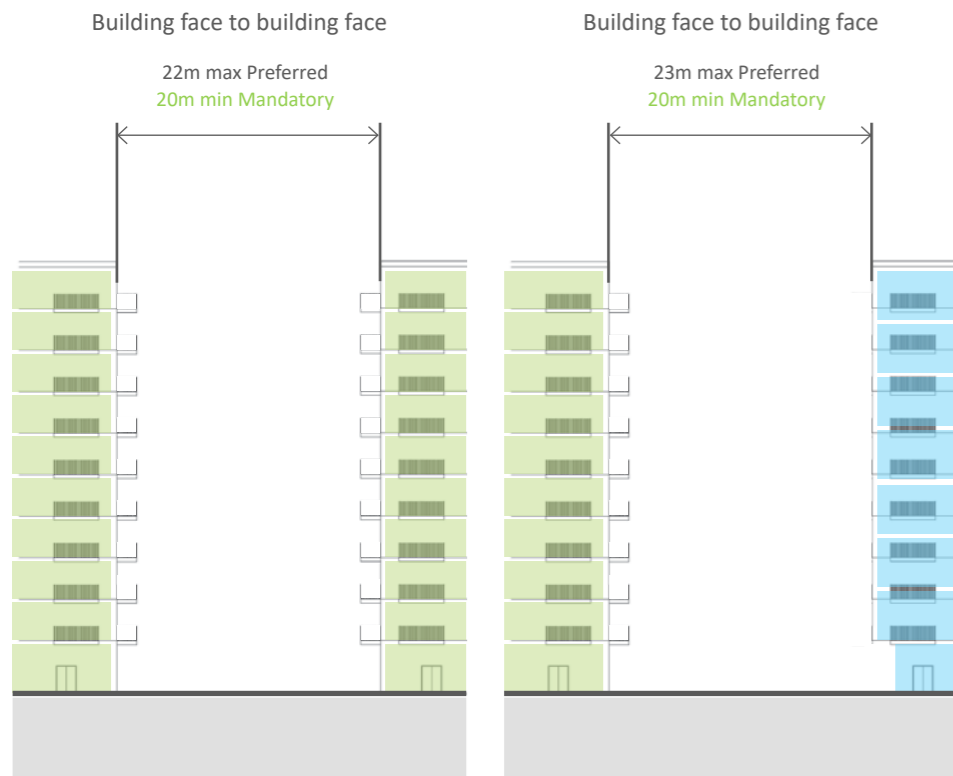 Building face to building face
22m max Preferred
20m min Mandatory
Building face to building face
23m max Preferred
20m min Mandatory